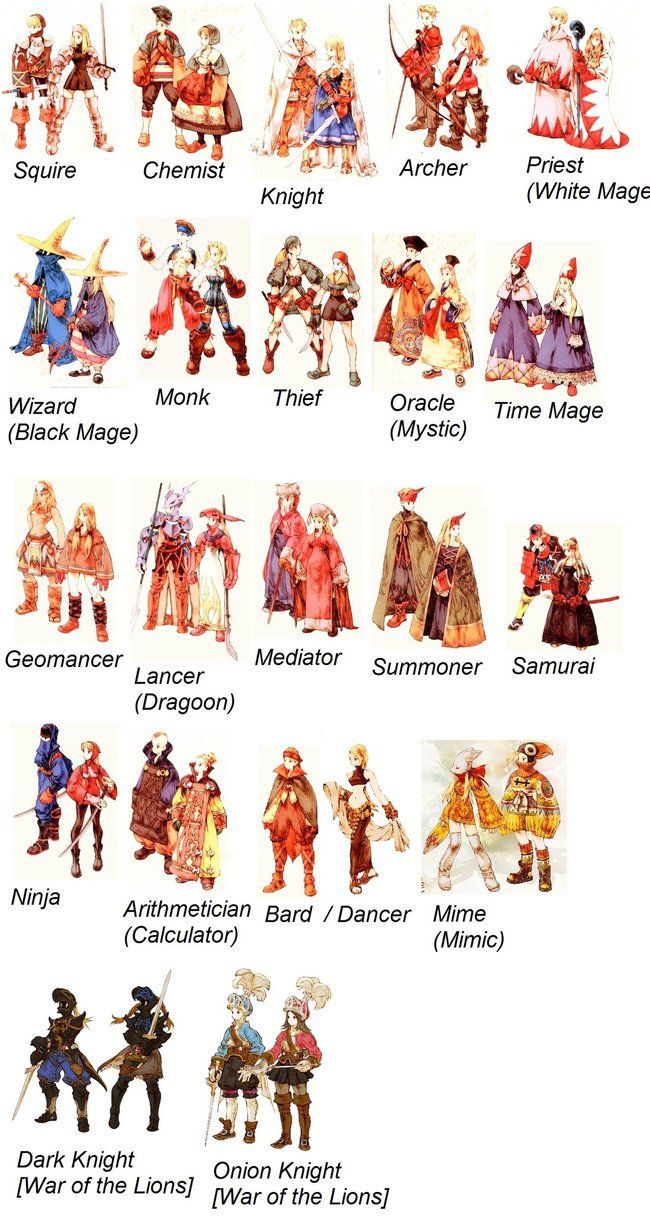 Squire
Chemist
Knight
Archer
Priest
(White Mage
Wizard
(Black Mage)
Monk
Thief
Oracle
(Mystic)
Time Mage
Geomancer
Lancer
(Dragoon)
Mediator
Summoner
Samurai
Ninja
Arithmetician
(Calculator)
Bard / Dancer
Mime
(Mimic)
Dark Knight
[War of the Lions]
Onion Knight
[War of the Lions]